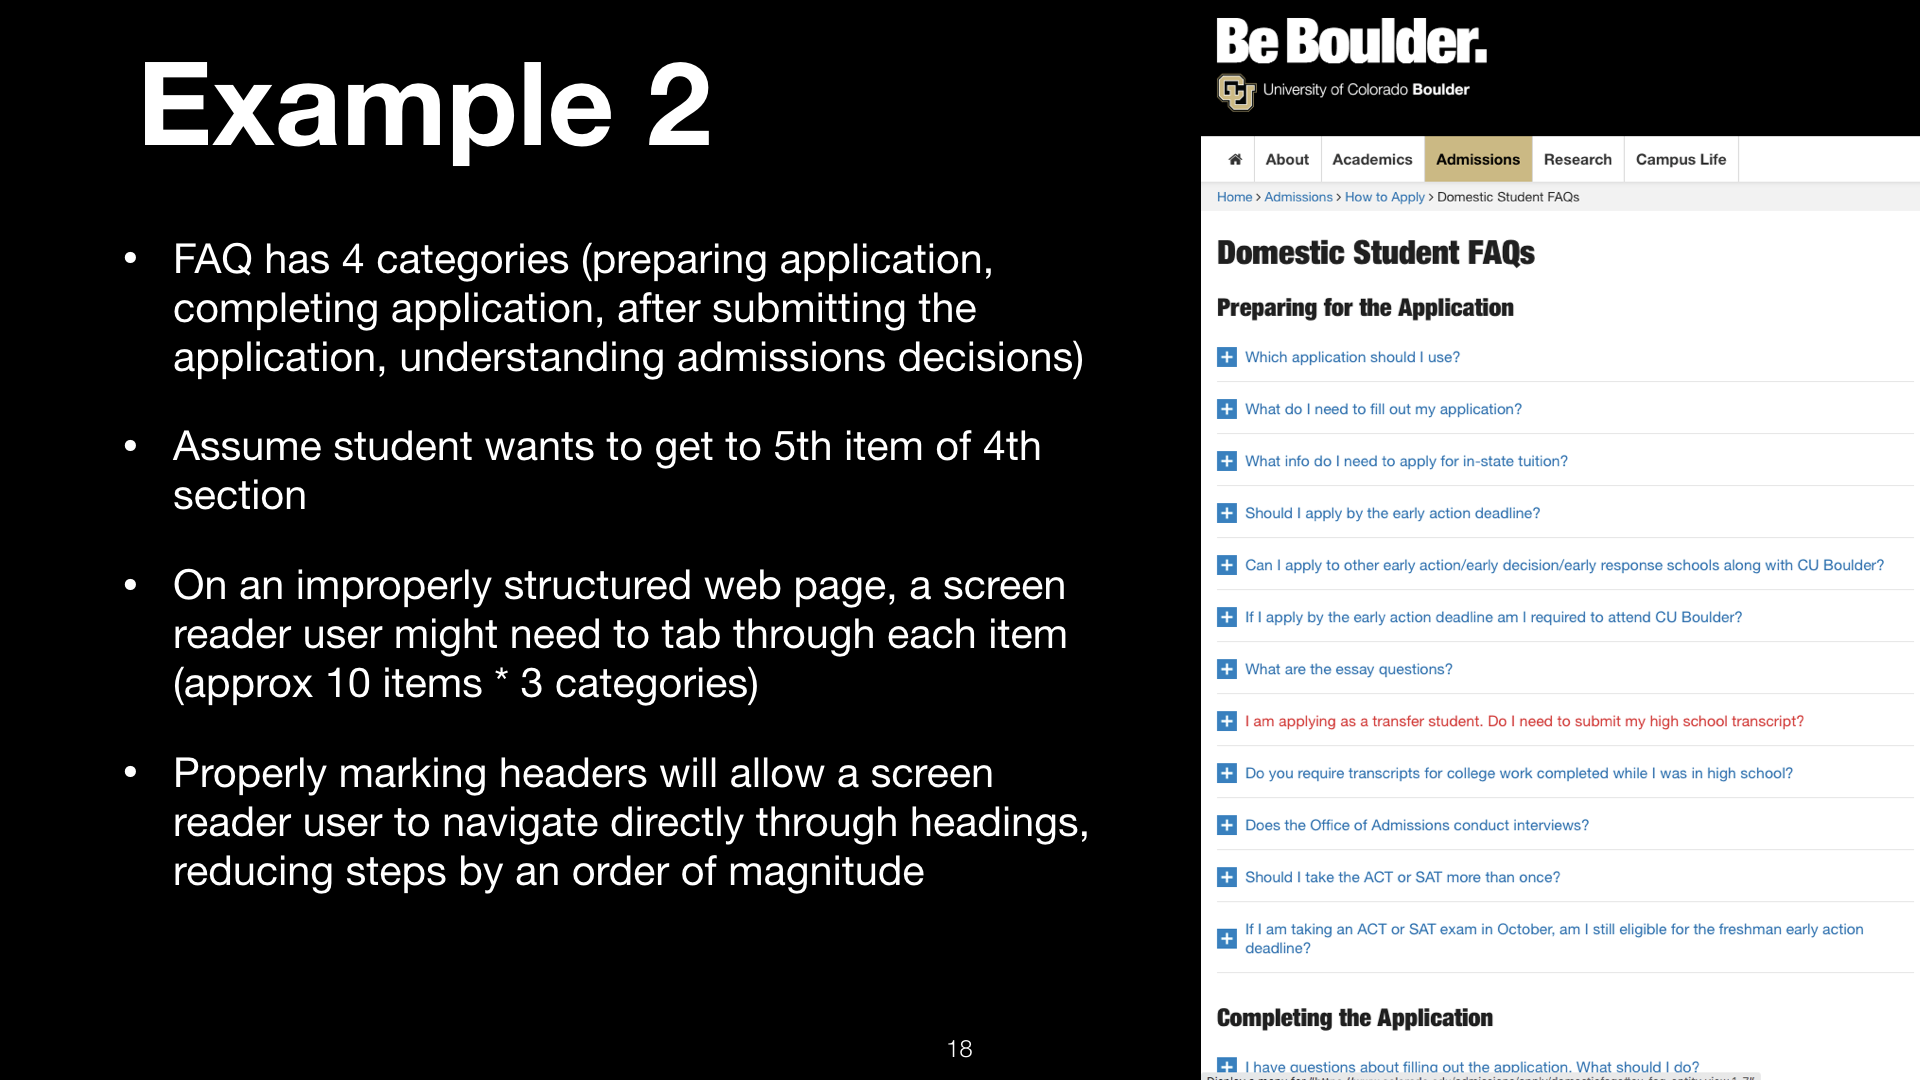 Example 2
• FAQ has 4 categories (preparing application,
completing application, after submitting the
application, understanding admissions decisions)
• Assume student wants to get to 5th item of 4th
section
• On an improperly structured web page, a screen
reader user might need to tab through each item
(approx 10 items * 3 categories)
• Properly marking headers will allow a screen
reader user to navigate directly through headings,
reducing steps by an order of magnitude
18
Be Boulder.
CU University of Colorado Boulder
About Academics Admissions Research Campus Life
Home > Admissions > How to Apply > Domestic Student FAQs
Domestic Student FAQs
Preparing for the Application
Which application should I use?
What do I need to fill out my application?
What info do I need to apply for in-state tuition?
Should I apply by the early action deadline?
Can I apply to other early action/early decision/early response schools along with CU Boulder?
If I apply by the early action deadline am I required to attend CU Boulder?
What are the essay questions?
I am applying as a transfer student. Do I need to submit my high school transcript?
Do you require transcripts for college work completed while I was in high school?
Does the Office of Admissions conduct interviews?
Should I take the ACT or SAT more than once?
If I am taking an ACT or SAT exam in October, am I still eligible for the freshman early action
deadline?
Completing the Application
I have questions about filling out the application. What should I do?